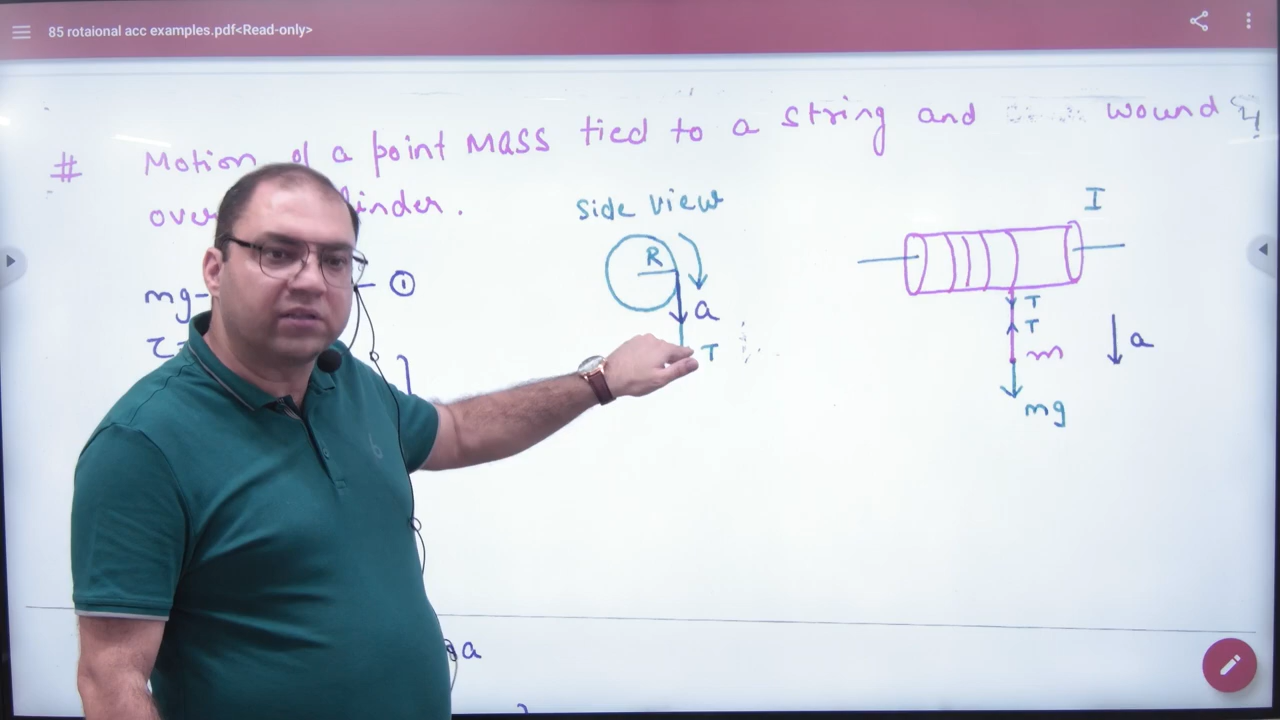 85 rotaional acc examples.pdf<Read-only>
# Motion of a point MASS tied to a string and wound
over linder.
side view
I
R
mg- ①
a
T
T
T
m
a
mg
a